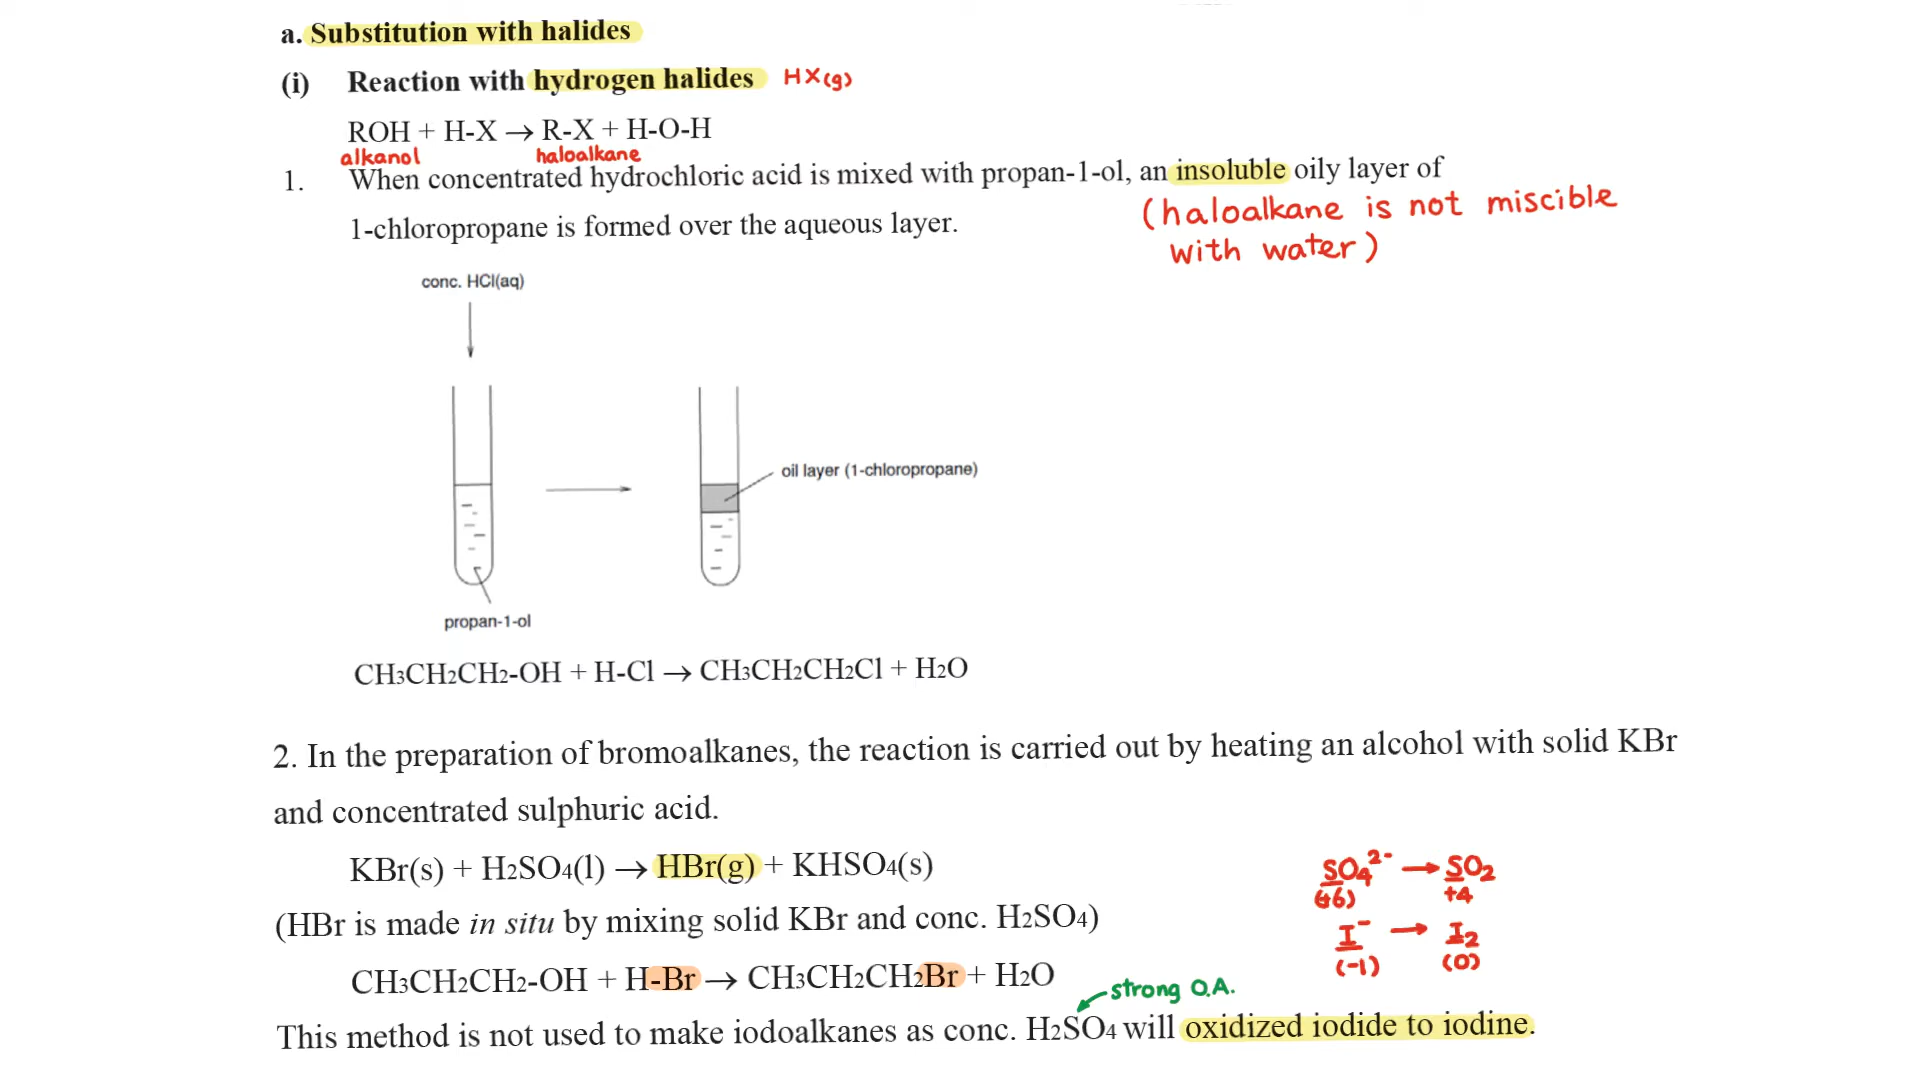 a. Substitution with halides
(i) Reaction with hydrogen halides HX(g)
ROH + H-X → R-X + H-O-H
alkanol haloalkane
1. When concentrated hydrochloric acid is mixed with propan-1-ol, an insoluble oily layer of
(haloalkane is not miscible
1-chloropropane is formed over the aqueous layer.
with water)
conc. HCl(aq)
oil layer (1-chloropropane)
propan-1-ol
CH3CH2CH2-OH + H-Cl → CH3CH2CH2Cl + H2O
2. In the preparation of bromoalkanes, the reaction is carried out by heating an alcohol with solid KBr
and concentrated sulphuric acid.
KBr(s) + H2SO4(l) → HBr(g) + KHSO4(s)
SO4²⁻ → SO2
(+6) +4
(HBr is made in situ by mixing solid KBr and conc. H2SO4)
I⁻ → I2
(-1) (0)
CH3CH2CH2-OH + H-Br → CH3CH2CH2Br + H2O
strong O.A.
This method is not used to make iodoalkanes as conc. H2SO4 will oxidized iodide to iodine.